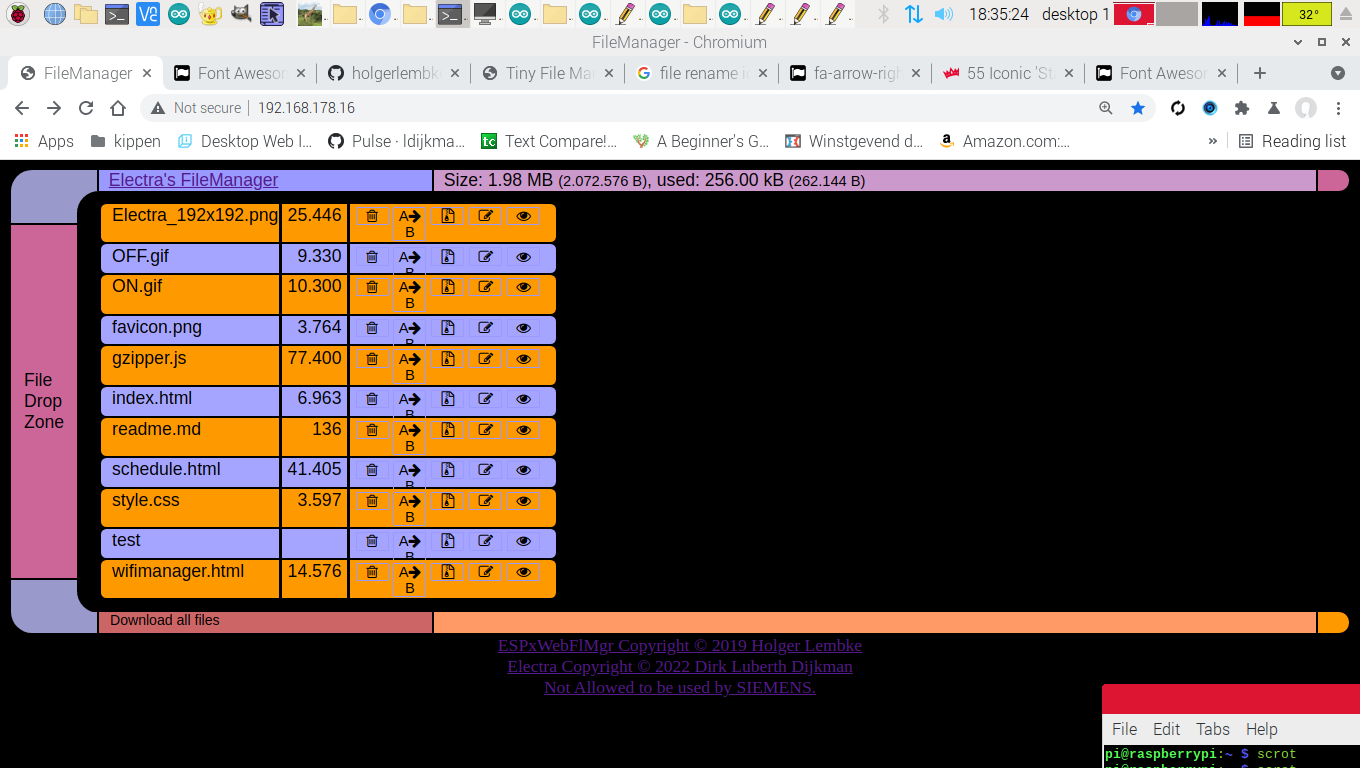 18:35:24 desktop 1 32°
FileManager - Chromium
FileManager Font Aweson holgerlembk Tiny File Ma file rename i fa-arrow-righ 55 Iconic 'St Font Aweson
Not secure 192.168.178.16
Apps kippen Desktop Web I... Pulse · ldijkma... Text Compare!... A Beginner's G... Winstgevend d... Amazon.com:... » Reading list
Electra's FileManager Size: 1.98 MB (2.072.576 B), used: 256.00 kB (262.144 B)
Electra_192x192.png 25.446 A B
OFF.gif 9.330 A B
ON.gif 10.300 A B
favicon.png 3.764 A B
gzipper.js 77.400 A B
index.html 6.963 A B
readme.md 136 A B
schedule.html 41.405 A B
style.css 3.597 A B
test A B
wifimanager.html 14.576 A B
File
Drop
Zone
Download all files
ESPxWebFlMgr Copyright © 2019 Holger Lembke
Electra Copyright © 2022 Dirk Luberth Dijkman
Not Allowed to be used by SIEMENS.
File Edit Tabs Help
pi@raspberrypi:~ $ scrot
pi@raspberrypi:~ $ scrot